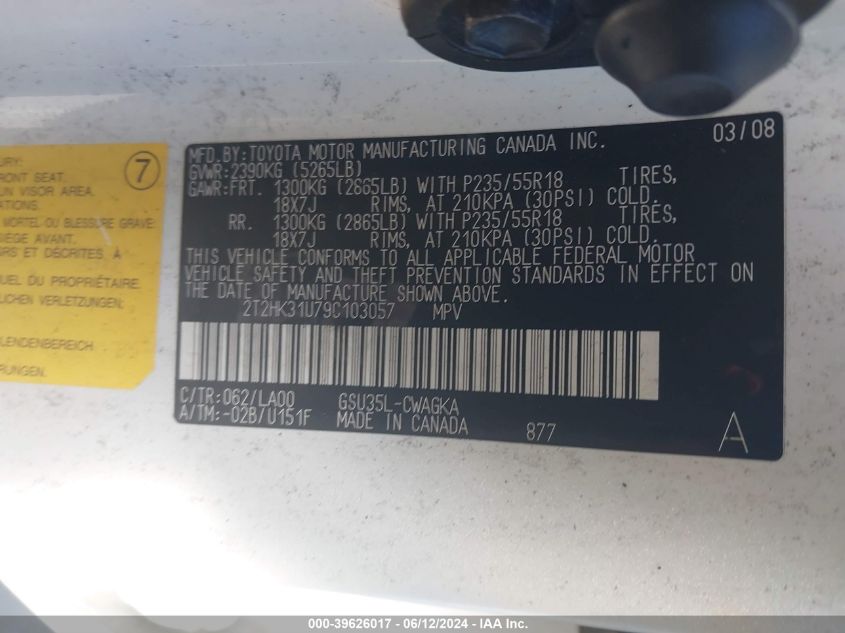 URY:
RONT SEAT.
UN VISOR AREA.
ATIONS.
MORTEL OU BLESSURE GRAVE
SIEGE AVANT.
ORS ET DÉCRITES À
UEL DU PROPRIÉTAIRE.
UCHEN VERLETZUNGEN:
LENDENBEREICH
RUNGEN.
7
03/08
MFD.BY:TOYOTA MOTOR MANUFACTURING CANADA INC.
GVWR:2390KG (5265LB)
GAWR:FRT. 1300KG (2865LB) WITH P235/55R18 TIRES,
18X7J RIMS, AT 210KPA (30PSI) COLD.
RR. 1300KG (2865LB) WITH P235/55R18 TIRES,
18X7J RIMS, AT 210KPA (30PSI) COLD.
THIS VEHICLE CONFORMS TO ALL APPLICABLE FEDERAL MOTOR
VEHICLE SAFETY AND THEFT PREVENTION STANDARDS IN EFFECT ON
THE DATE OF MANUFACTURE SHOWN ABOVE.
2T2HK31U79C103057 MPV
C/TR:062/LA00 GSU35L-CWAGKA
A/TM:-02B/U151F MADE IN CANADA 877
A
000-39626017 - 06/12/2024 - IAA Inc.